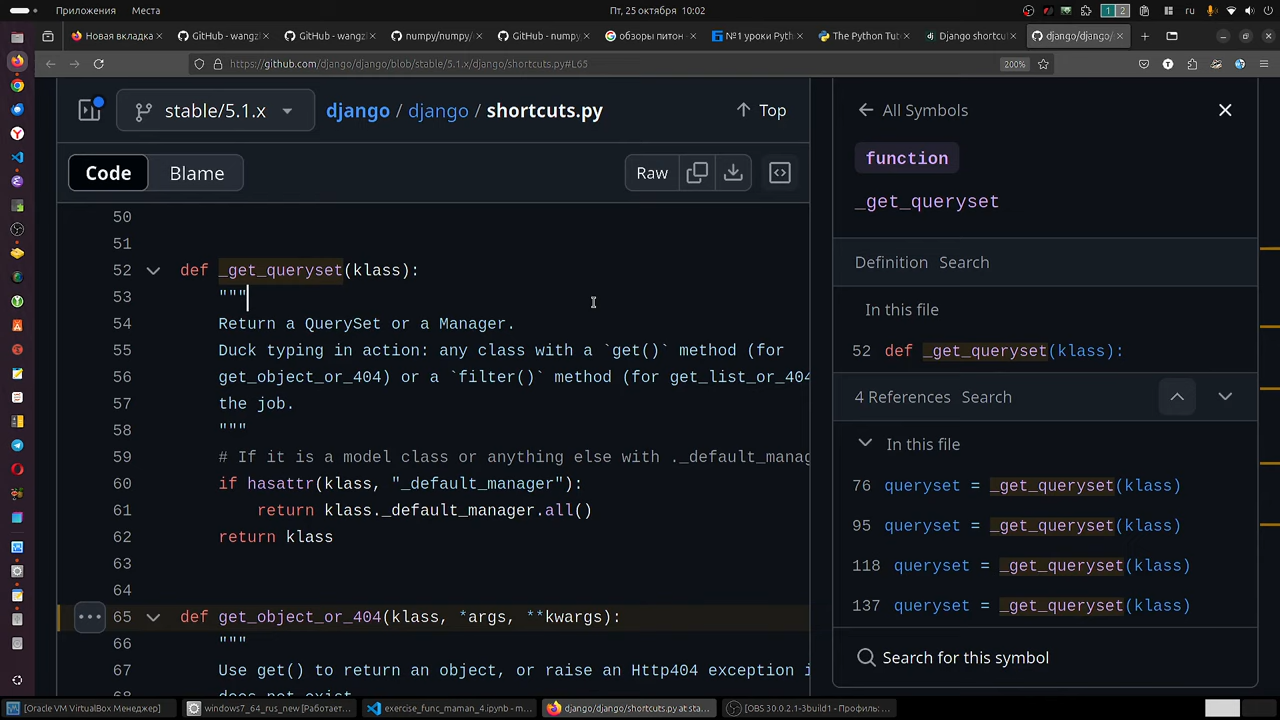 Приложения Места
Пт, 25 октября 10:02
1 2
ru
Новая вкладка
GitHub - wangz
GitHub - wangz
numpy/numpy,
GitHub - numpy
обзоры питон
№1 уроки Pyth
The Python Tut
Django shortcu
django/django/
https://github.com/django/django/blob/stable/5.1.x/django/shortcuts.py#L65
200%
stable/5.1.x
django / django / shortcuts.py
Top
Code
Blame
Raw
50
51
52 def _get_queryset(klass):
53 """
54 Return a QuerySet or a Manager.
55 Duck typing in action: any class with a `get()` method (for
56 get_object_or_404) or a `filter()` method (for get_list_or_404
57 the job.
58 """
59 # If it is a model class or anything else with ._default_manag
60 if hasattr(klass, "_default_manager"):
61 return klass._default_manager.all()
62 return klass
63
64
65 def get_object_or_404(klass, *args, **kwargs):
66 """
67 Use get() to return an object, or raise an Http404 exception i
68 does not exist
All Symbols
function
_get_queryset
Definition Search
In this file
52 def _get_queryset(klass):
4 References Search
In this file
76 queryset = _get_queryset(klass)
95 queryset = _get_queryset(klass)
118 queryset = _get_queryset(klass)
137 queryset = _get_queryset(klass)
Search for this symbol
[Oracle VM VirtualBox Менеджер]
windows7_64_rus_new [Работает...
exercise_func_maman_4.ipynb - m...
django/django/shortcuts.py at sta...
[OBS 30.0.2.1-3build1 - Профиль: ...